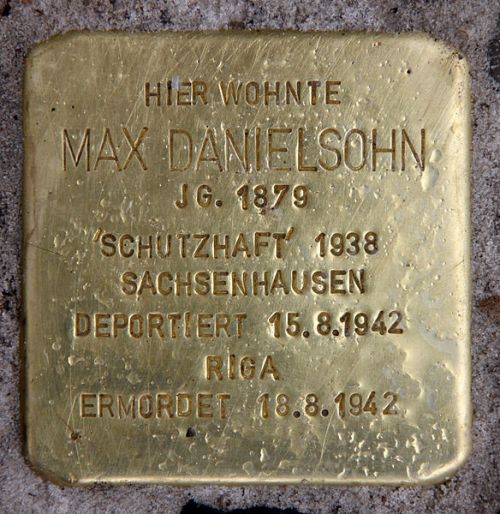 HIER WOHNTE
MAX DANIELSOHN
JG. 1879
'SCHUTZHAFT' 1938
SACHSENHAUSEN
DEPORTIERT 15.8.1942
RIGA
ERMORDET 18.8.1942